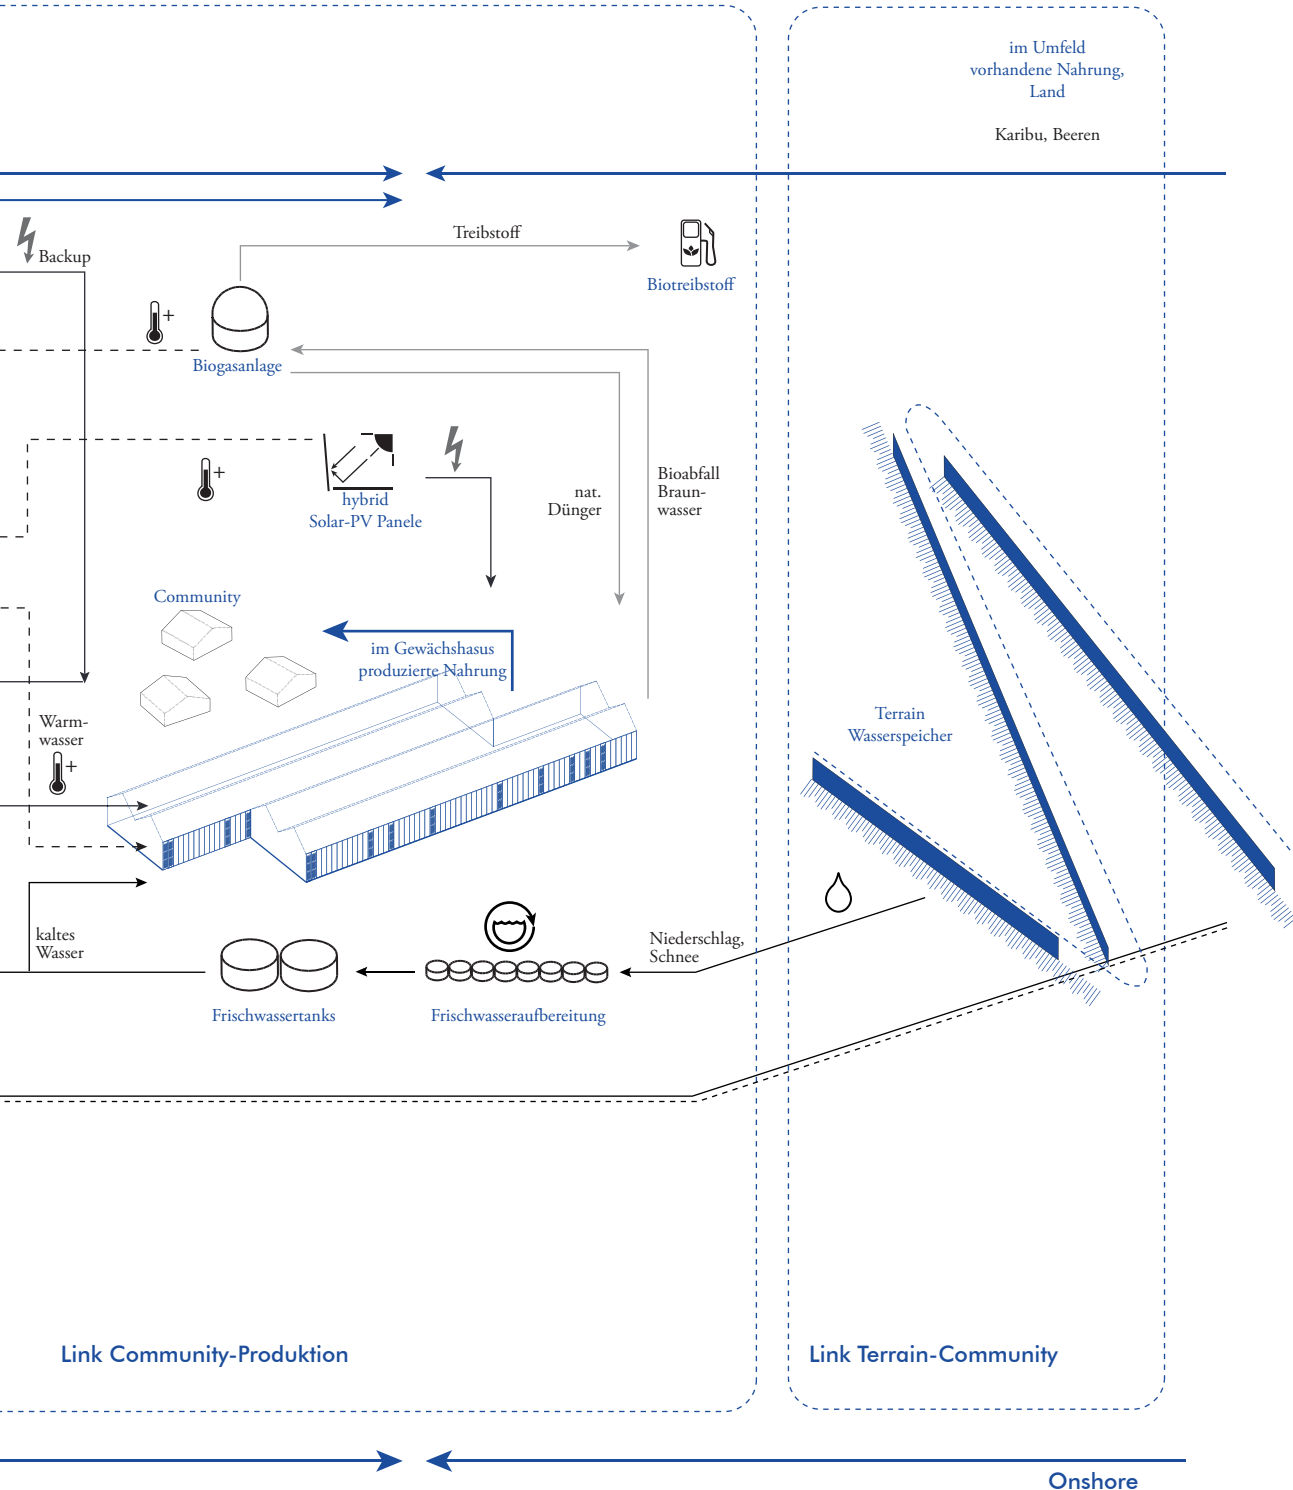 im Umfeld
vorhandene Nahrung,
Land
Karibu, Beeren
Treibstoff
Backup
Biotreibstoff
+
Biogasanlage
+
hybrid
Solar-PV Panele
nat.
Dünger
Bioabfall
Braun-
wasser
Community
im Gewächshasus
produzierte Nahrung
Warm-
wasser
+
Terrain
Wasserspeicher
kaltes
Wasser
Niederschlag,
Schnee
Frischwassertanks
Frischwasseraufbereitung
Link Community-Produktion
Link Terrain-Community
Onshore